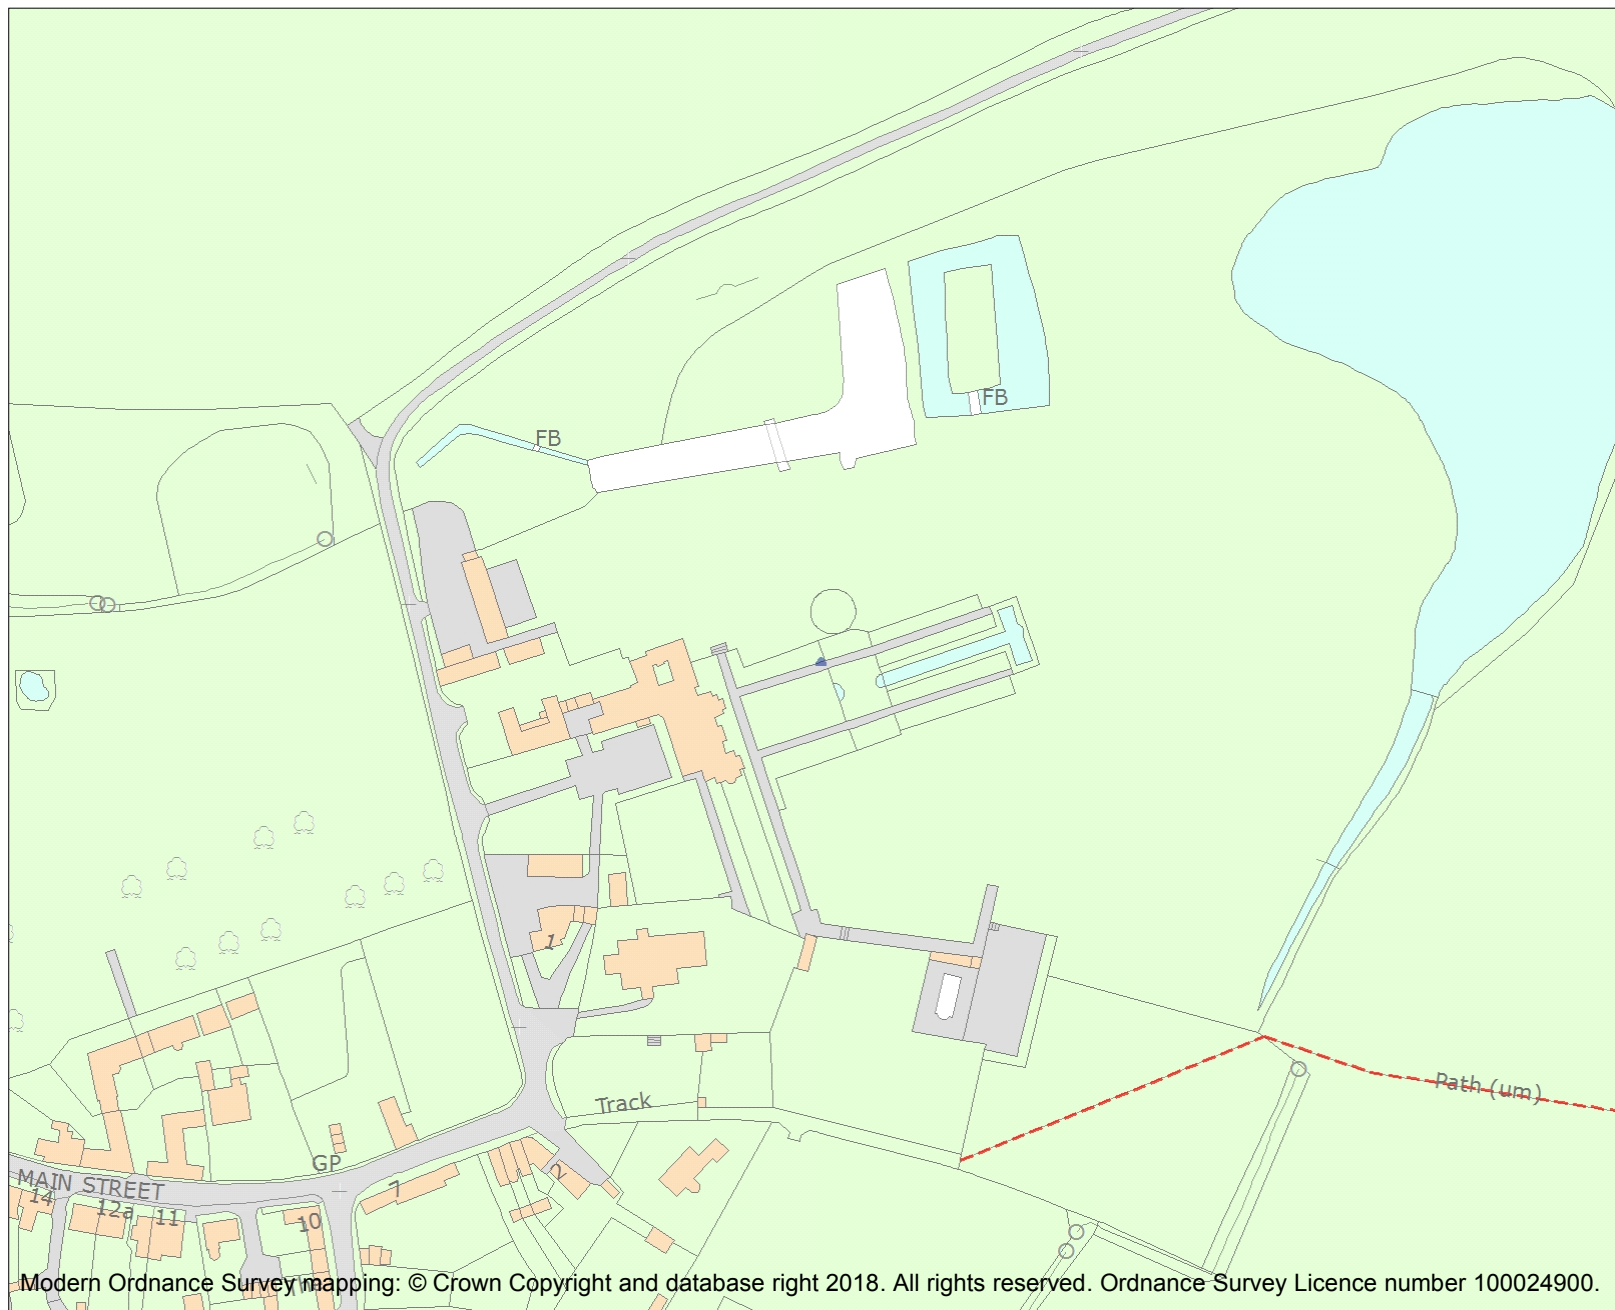 FB
FB
1
Track
Path (um)
GP
MAIN STREET
14
12a
11
10
7
2
Modern Ordnance Survey mapping: © Crown Copyright and database right 2018. All rights reserved. Ordnance Survey Licence number 100024900.